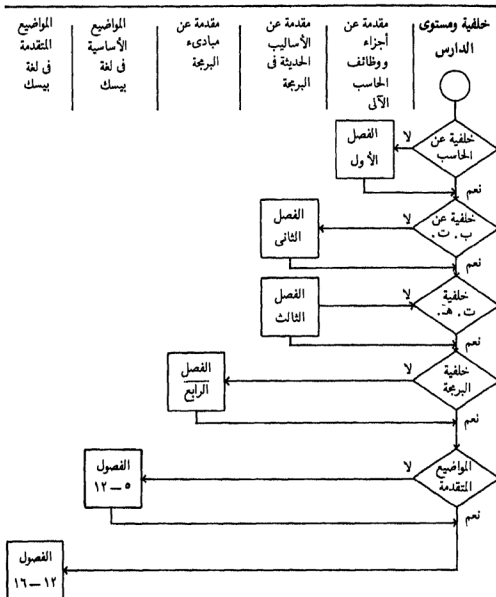 خلفية ومستوى
الدارس
مقدمة عن
أجزاء
ووظائف
الحاسب
الآلى
مقدمة عن
الأساليب
الحديثة فى
البرمجة
مقدمة عن
مبادىء
البرمجة
المواضيع
الأساسية
فى لغة
بيسك
المواضيع
المتقدمة
فى لغة
بيسك
خلفية عن
الحاسب
لا
الفصل
الأول
نعم
خلفية عن
ب. ت.
لا
الفصل
الثانى
نعم
خلفية
ت. هـ.
لا
الفصل
الثالث
نعم
خلفية
البرمجة
لا
الفصل
الرابع
نعم
المواضيع
المتقدمة
لا
الفصول
٥ – ١٢
نعم
الفصول
١٢ – ١٦